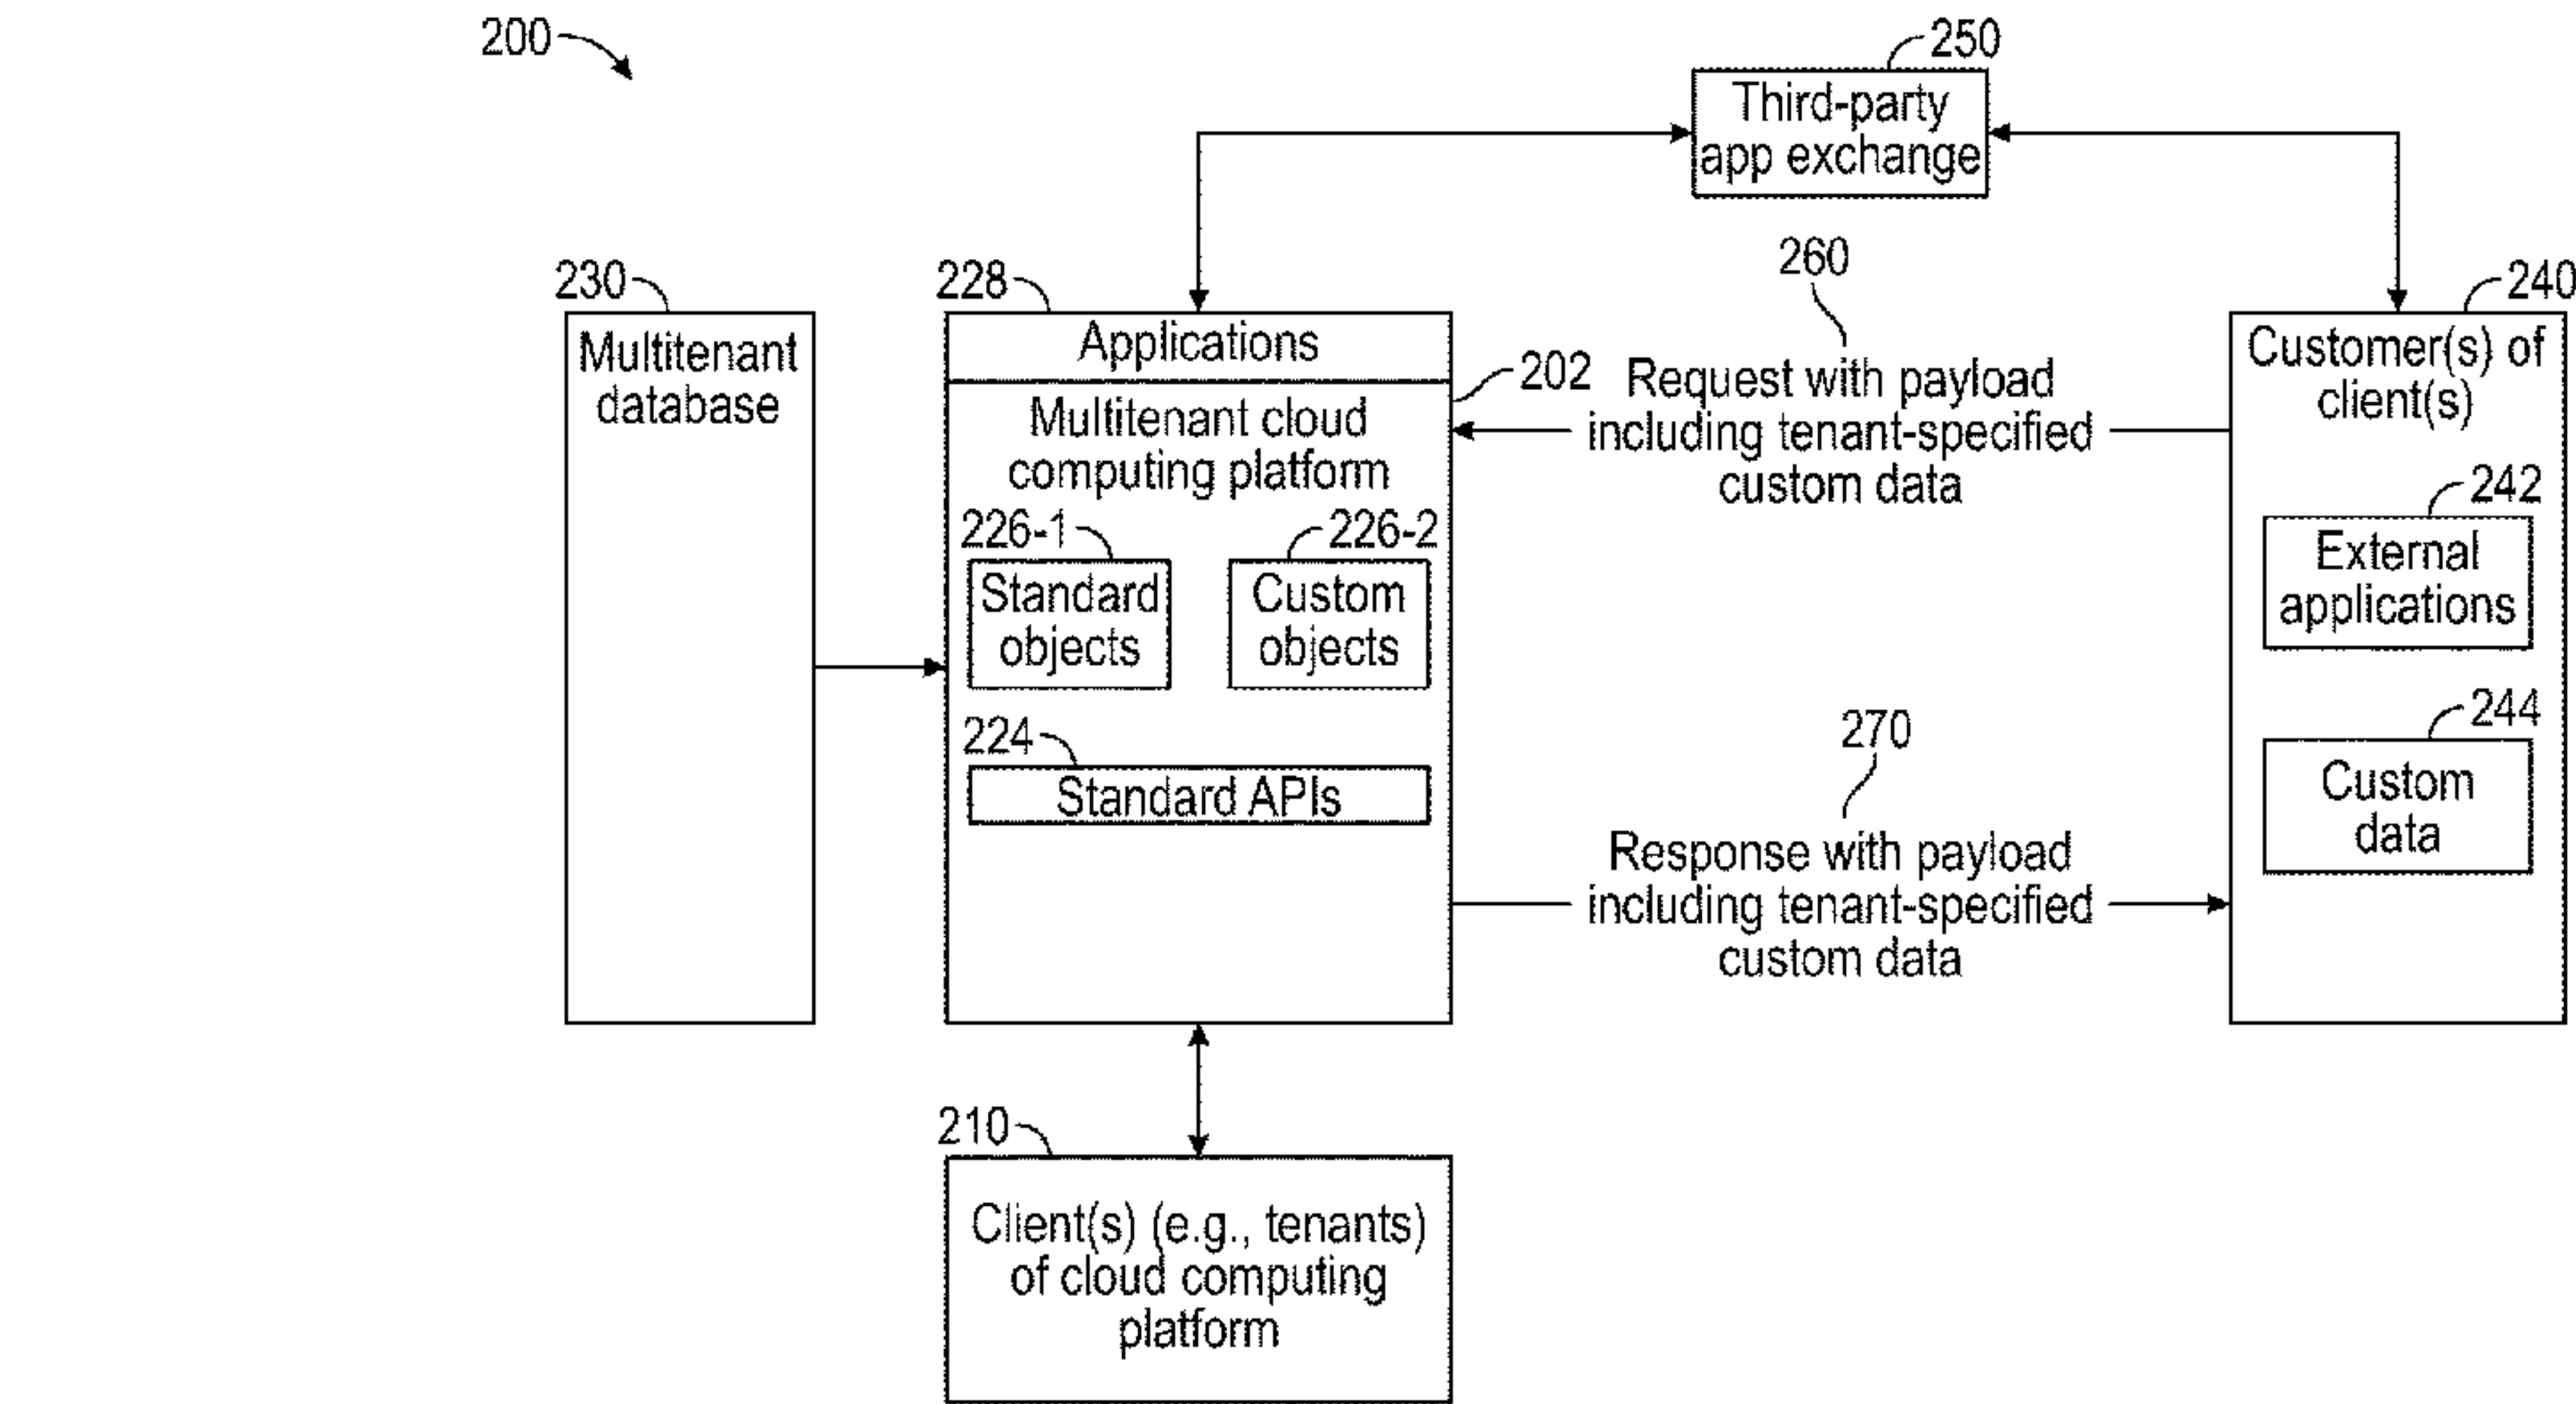 200
250
Third-party
app exchange
230
Multitenant
database
228
Applications
202
Multitenant cloud
computing platform
226-1
Standard
objects
226-2
Custom
objects
224
Standard APIs
260
Request with payload
including tenant-specified
custom data
270
Response with payload
including tenant-specified
custom data
240
Customer(s) of
client(s)
242
External
applications
244
Custom
data
210
Client(s) (e.g., tenants)
of cloud computing
platform